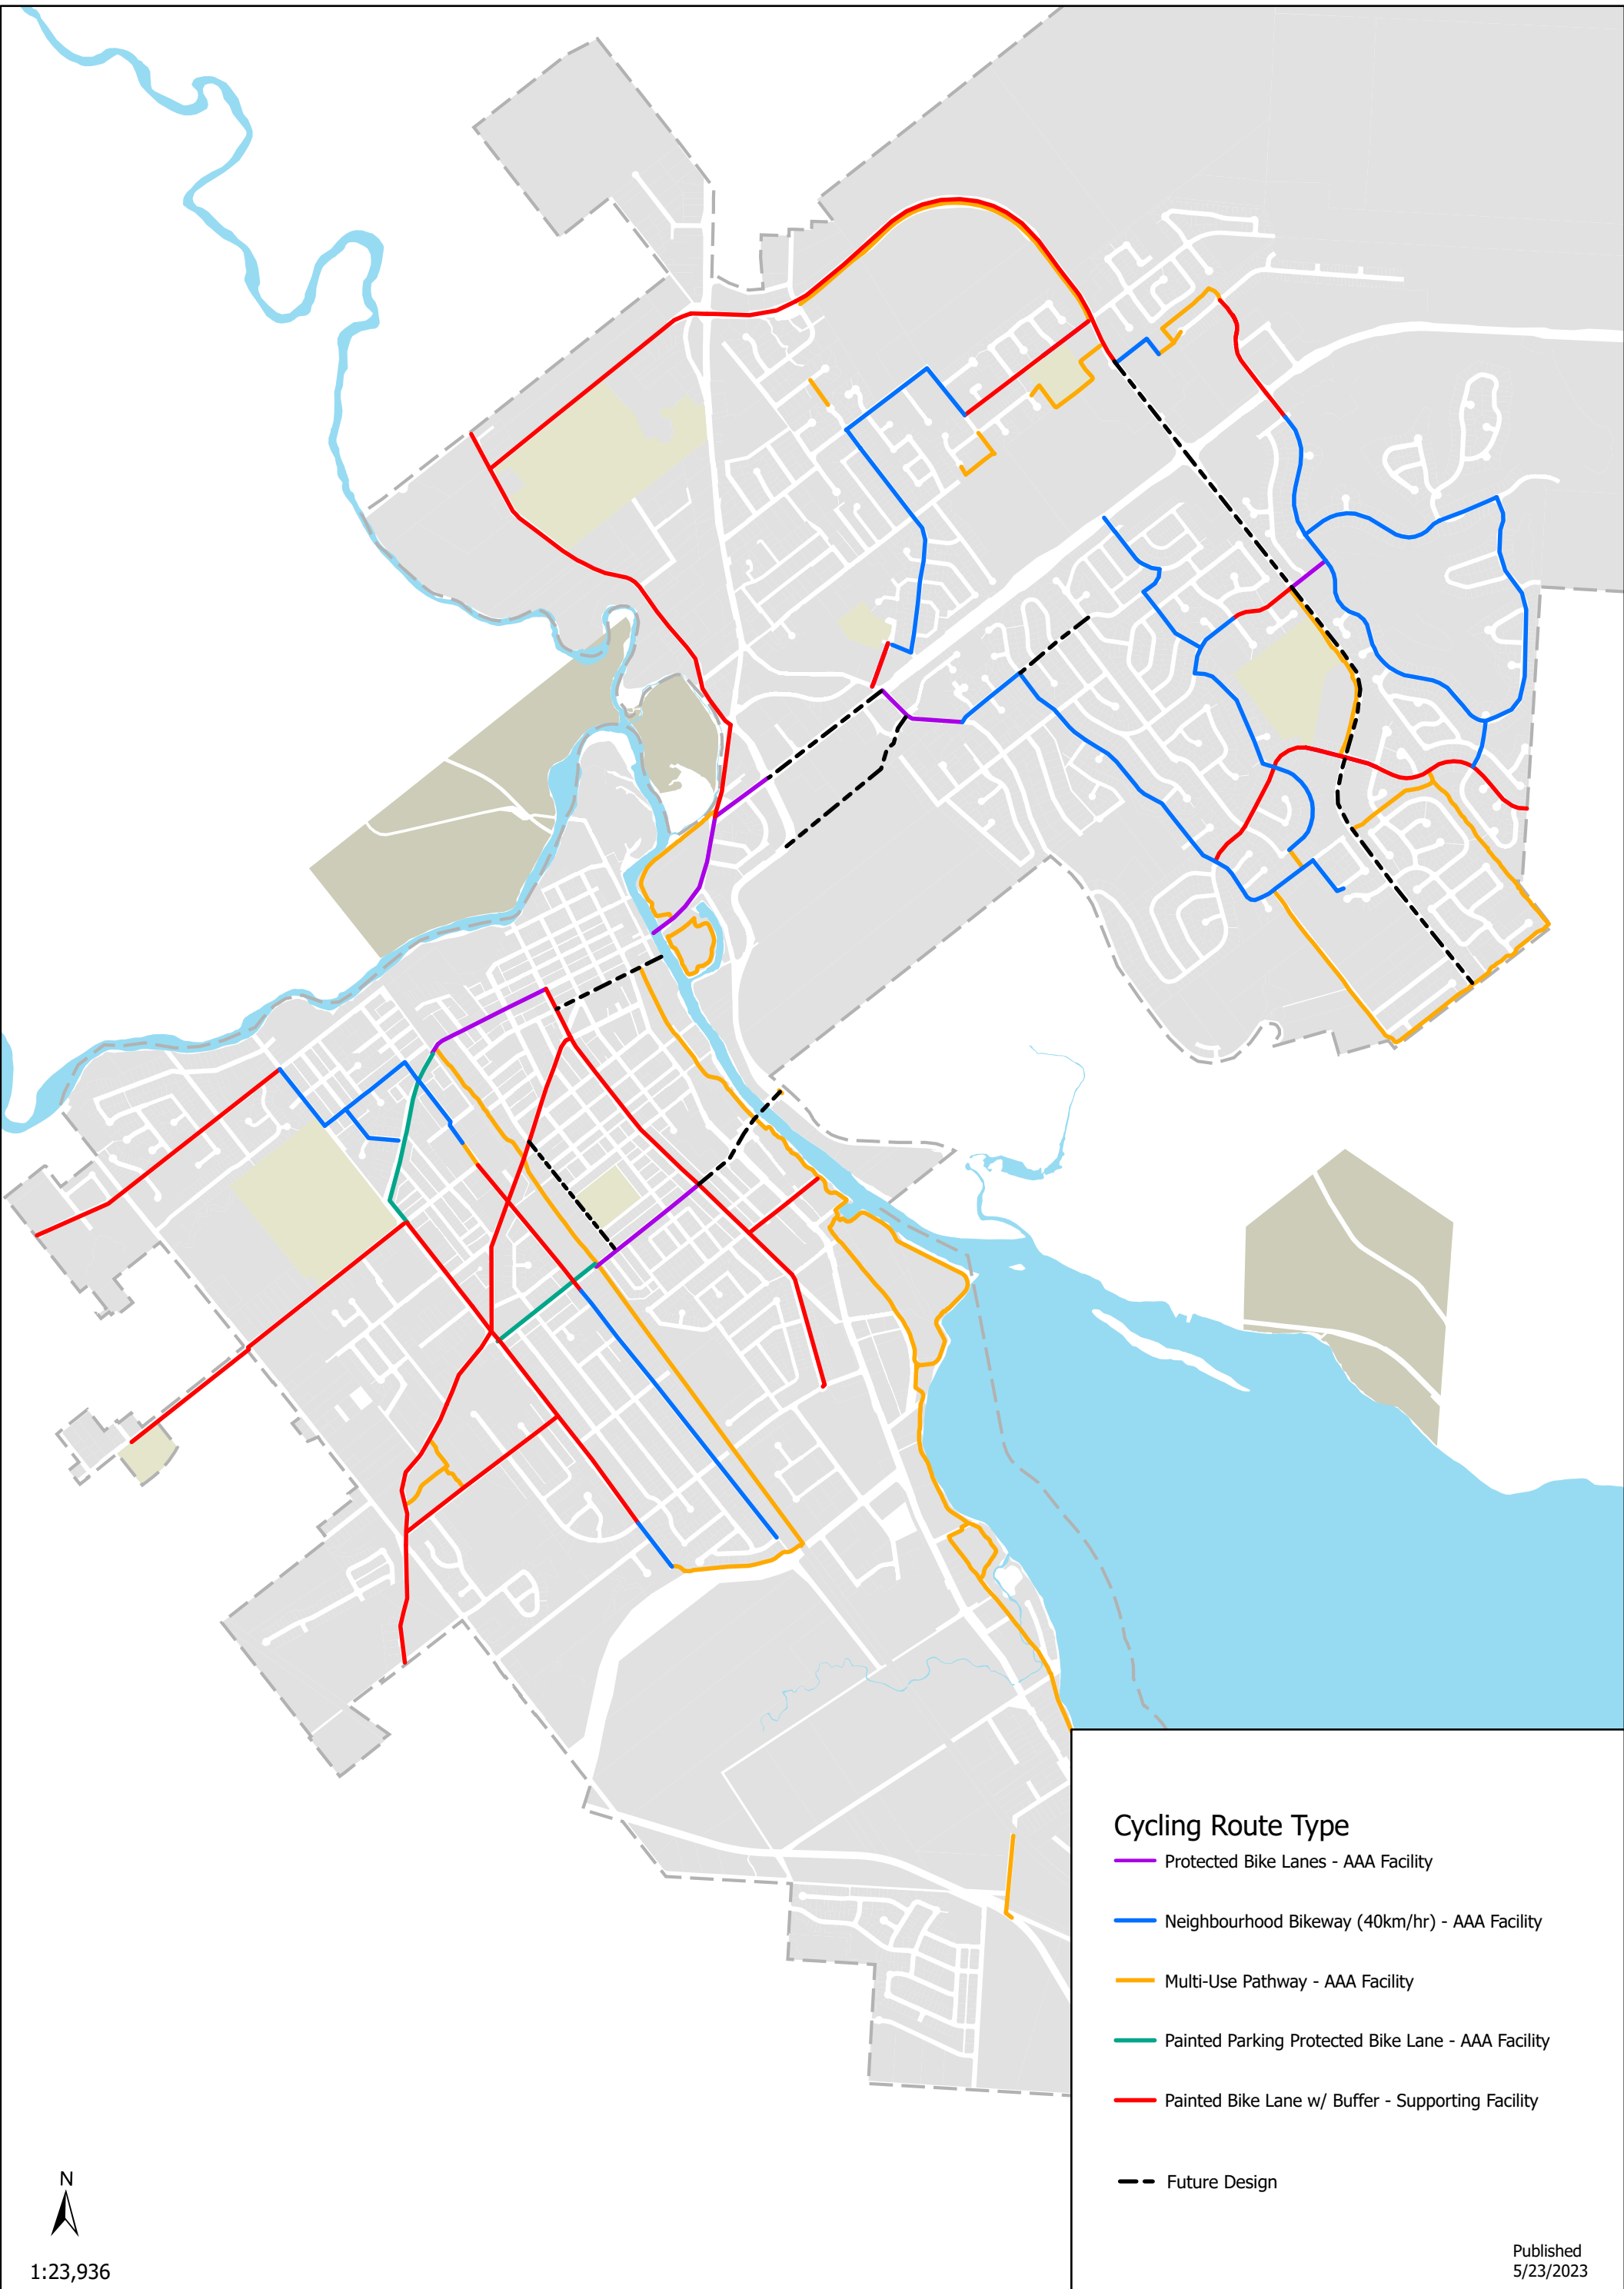 Cycling Route Type
Protected Bike Lanes - AAA Facility
Neighbourhood Bikeway (40km/hr) - AAA Facility
Multi-Use Pathway - AAA Facility
Painted Parking Protected Bike Lane - AAA Facility
Painted Bike Lane w/ Buffer - Supporting Facility
Future Design
N
1:23,936
Published
5/23/2023